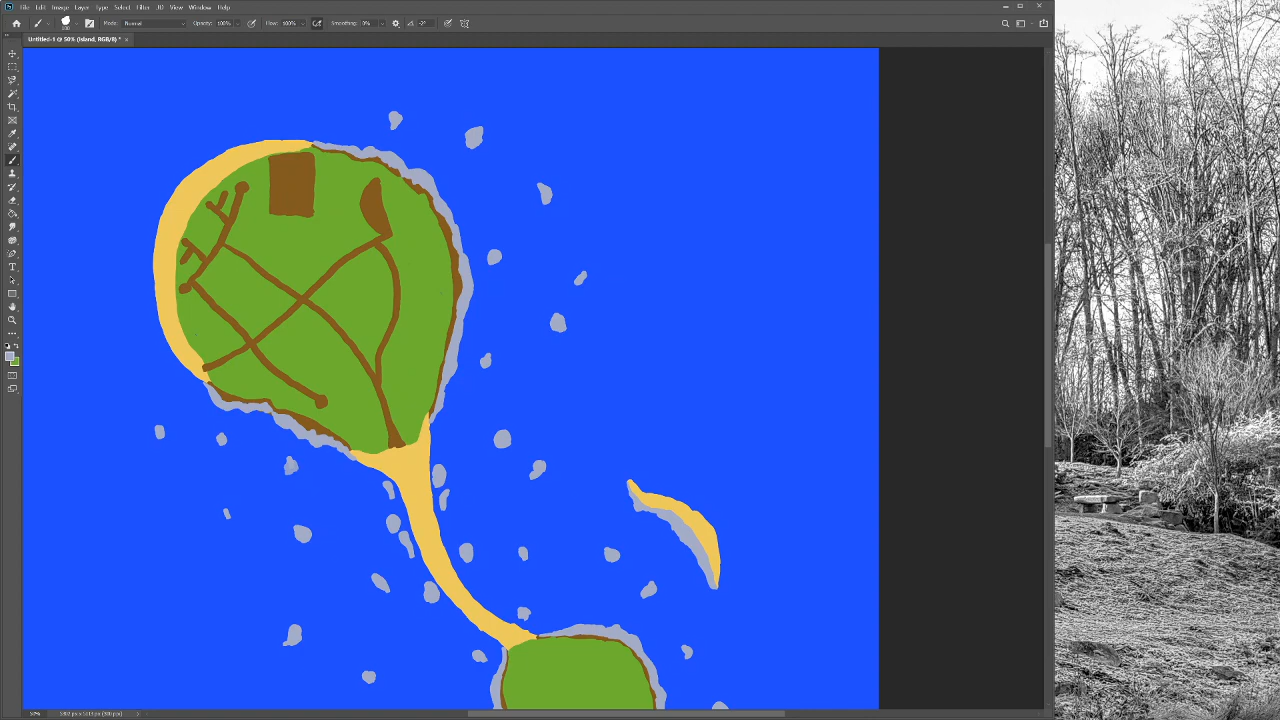 File Edit Image Layer Type Select Filter 3D View Window Help
Mode: Normal Opacity: 100% Flow: 100% Smoothing: 0%
Untitled-1 @ 50% (island, RGB/8) *
50%